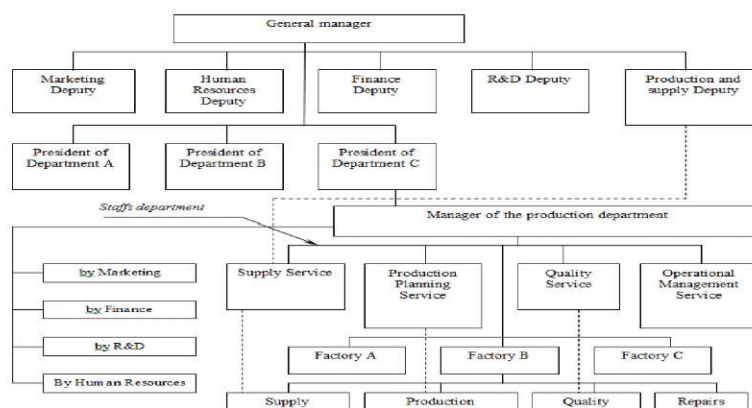 General manager
Marketing
Deputy
Human
Resources
Deputy
Finance
Deputy
R&D Deputy
Production and
supply Deputy
President of
Department A
President of
Department B
President of
Department C
Staffs department
Manager of the production department
by Marketing
by Finance
by R&D
By Human Resources
Supply Service
Production
Planning
Service
Quality
Service
Operational
Management
Service
Factory A
Factory B
Factory C
Supply
Production
Quality
Repairs